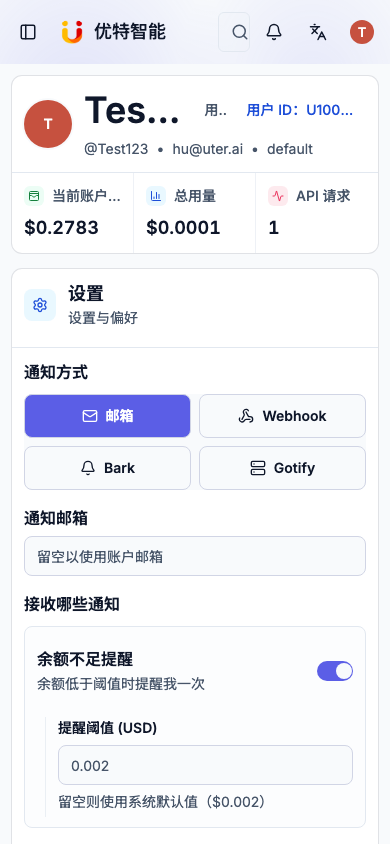 优特智能
T
T
Tes...
用..
用户 ID：U100...
@Test123 • hu@uter.ai • default
当前账户...
总用量
API 请求
$0.2783
$0.0001
1
设置
设置与偏好
通知方式
邮箱
Webhook
Bark
Gotify
通知邮箱
留空以使用账户邮箱
接收哪些通知
余额不足提醒
余额低于阈值时提醒我一次
提醒阈值 (USD)
0.002
留空则使用系统默认值（$0.002）